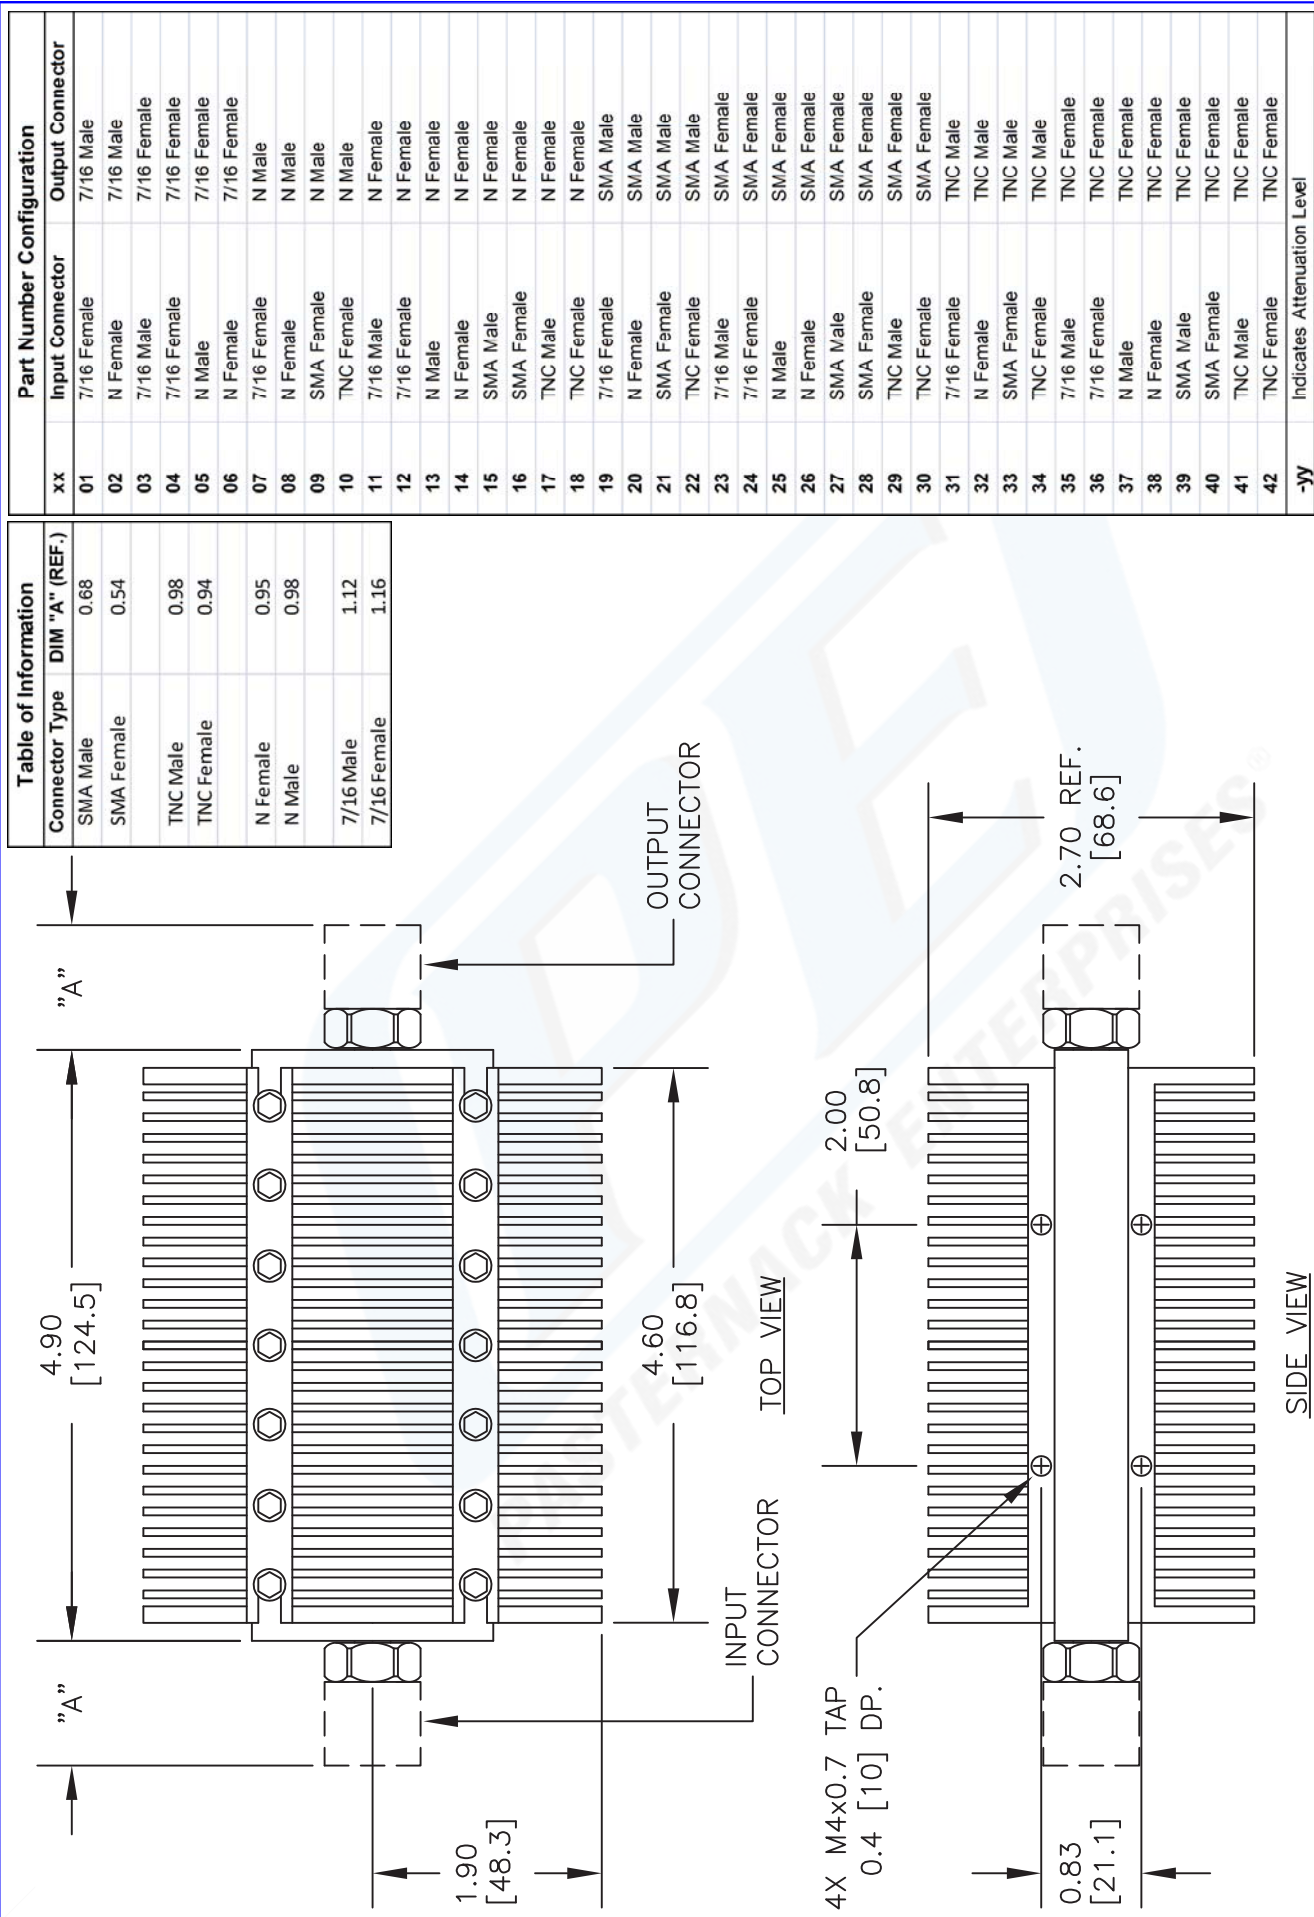 Part Number Configuration
xx Input Connector Output Connector
01 7/16 Female 7/16 Male
02 N Female 7/16 Male
03 7/16 Male 7/16 Female
04 7/16 Female 7/16 Female
05 N Male 7/16 Female
06 N Female 7/16 Female
07 7/16 Female N Male
08 N Female N Male
09 SMA Female N Male
10 TNC Female N Male
11 7/16 Male N Female
12 7/16 Female N Female
13 N Male N Female
14 N Female N Female
15 SMA Male N Female
16 SMA Female N Female
17 TNC Male N Female
18 TNC Female N Female
19 7/16 Female SMA Male
20 N Female SMA Male
21 SMA Female SMA Male
22 TNC Female SMA Male
23 7/16 Male SMA Female
24 7/16 Female SMA Female
25 N Male SMA Female
26 N Female SMA Female
27 SMA Male SMA Female
28 SMA Female SMA Female
29 TNC Male SMA Female
30 TNC Female SMA Female
31 7/16 Female TNC Male
32 N Female TNC Male
33 SMA Female TNC Male
34 TNC Female TNC Male
35 7/16 Male TNC Female
36 7/16 Female TNC Female
37 N Male TNC Female
38 N Female TNC Female
39 SMA Male TNC Female
40 SMA Female TNC Female
41 TNC Male TNC Female
42 TNC Female TNC Female
-yy Indicates Attenuation Level
Table of Information
Connector Type DIM "A" (REF.)
SMA Male 0.68
SMA Female 0.54
TNC Male 0.98
TNC Female 0.94
N Female 0.95
N Male 0.98
7/16 Male 1.12
7/16 Female 1.16
"A"
4.90
[124.5]
"A"
1.90
[48.3]
OUTPUT
CONNECTOR
4.60
[116.8]
INPUT
CONNECTOR
TOP VIEW
2.00
[50.8]
4X M4x0.7 TAP
0.4 [10] DP.
2.70 REF.
[68.6]
0.83
[21.1]
SIDE VIEW
PEI
PASTERNACK ENTERPRISES®